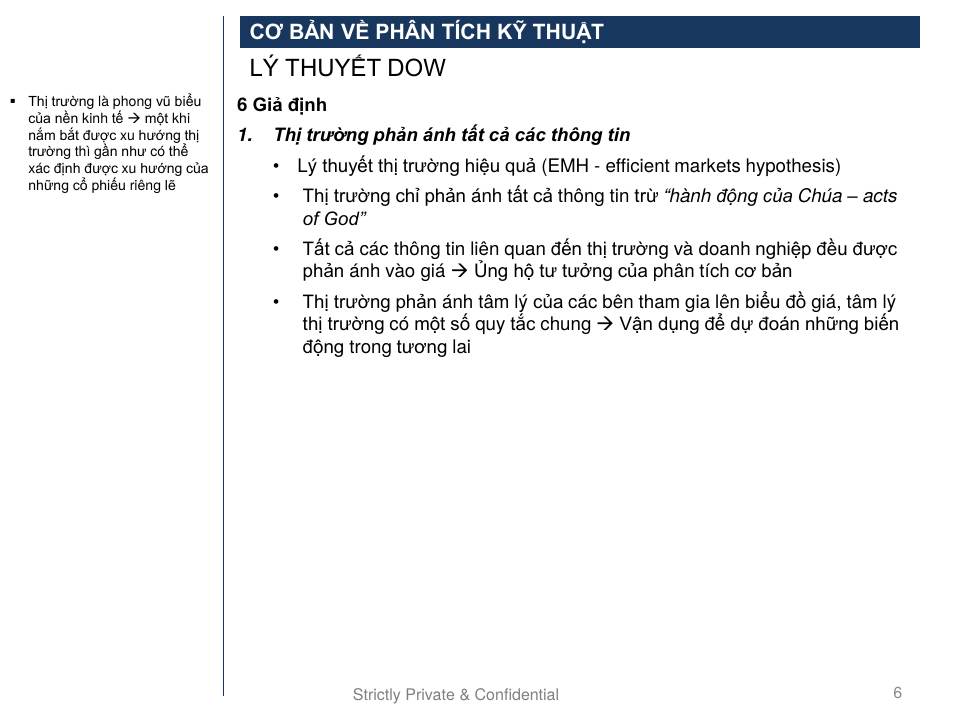 CƠ BẢN VỀ PHÂN TÍCH KỸ THUẬT
LÝ THUYẾT DOW
▪ Thị trường là phong vũ biểu
của nền kinh tế → một khi
nắm bắt được xu hướng thị
trường thì gần như có thể
xác định được xu hướng của
những cổ phiếu riêng lẽ
6 Giả định
1. Thị trường phản ánh tất cả các thông tin
• Lý thuyết thị trường hiệu quả (EMH - efficient markets hypothesis)
• Thị trường chỉ phản ánh tất cả thông tin trừ “hành động của Chúa – acts
of God”
• Tất cả các thông tin liên quan đến thị trường và doanh nghiệp đều được
phản ánh vào giá → Ủng hộ tư tưởng của phân tích cơ bản
• Thị trường phản ánh tâm lý của các bên tham gia lên biểu đồ giá, tâm lý
thị trường có một số quy tắc chung → Vận dụng để dự đoán những biến
động trong tương lai
Strictly Private & Confidential
6